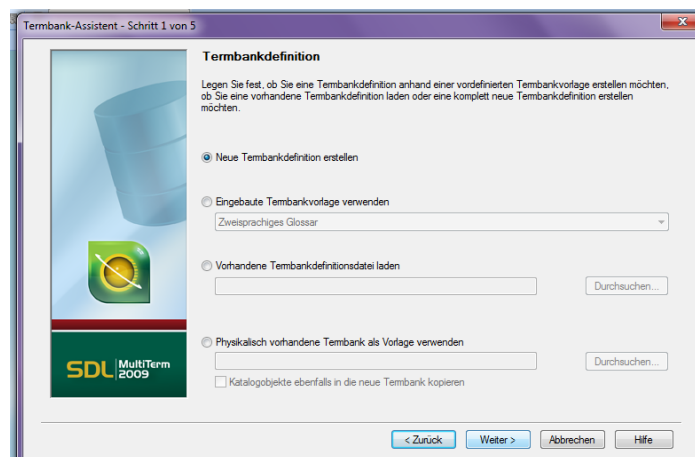 Termbank-Assistent - Schritt 1 von 5
Termbankdefinition
Legen Sie fest, ob Sie eine Termbankdefinition anhand einer vordefinierten Termbankvorlage erstellen möchten,
ob Sie eine vorhandene Termbankdefinition laden oder eine komplett neue Termbankdefinition erstellen
möchten.
Neue Termbankdefinition erstellen
Eingebaute Termbankvorlage verwenden
Zweisprachiges Glossar
Vorhandene Termbankdefinitionsdatei laden
Durchsuchen...
Physikalisch vorhandene Termbank als Vorlage verwenden
Durchsuchen...
Katalogobjekte ebenfalls in die neue Termbank kopieren
SDL MultiTerm
2009
< Zurück Weiter > Abbrechen Hilfe